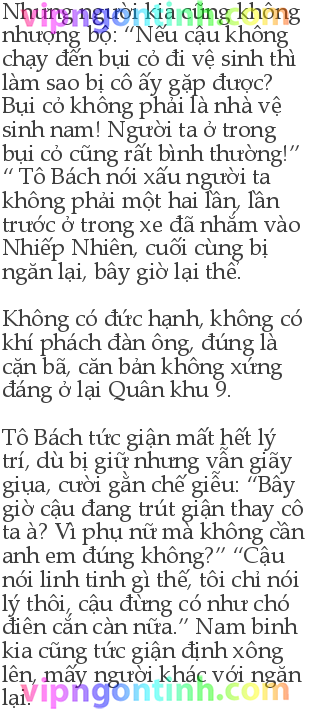 Nhưng người kia cũng không
vipngontinh.com
nhượng bộ: “Nếu cậu không
chạy đến bụi cỏ đi vệ sinh thì
làm sao bị cô ấy gặp được?
Bụi cỏ không phải là nhà vệ
sinh nam! Người ta ở trong
bụi cỏ cũng rất bình thường!”
“ Tô Bách nói xấu người ta
không phải một hai lần, lần
trước ở trong xe đã nhắm vào
Nhiếp Nhiên, cuối cùng bị
ngăn lại, bây giờ lại thế.
Không có đức hạnh, không có
khí phách đàn ông, đúng là
cặn bã, căn bản không xứng
đáng ở lại Quân khu 9.
Tô Bách tức giận mất hết lý
trí, dù bị giữ nhưng vẫn giãy
giụa, cười gằn chế giễu: “Bây
giờ cậu đang trút giận thay cô
ta à? Vì phụ nữ mà không cần
anh em đúng không?” “Cậu
nói linh tinh gì thế, tôi chỉ nói
lý thôi, cậu đừng có như chó
điên cắn càn nữa.” Nam binh
kia cũng tức giận định xông
lên, mấy người khác vội ngăn
vipngontinh.com
lại.